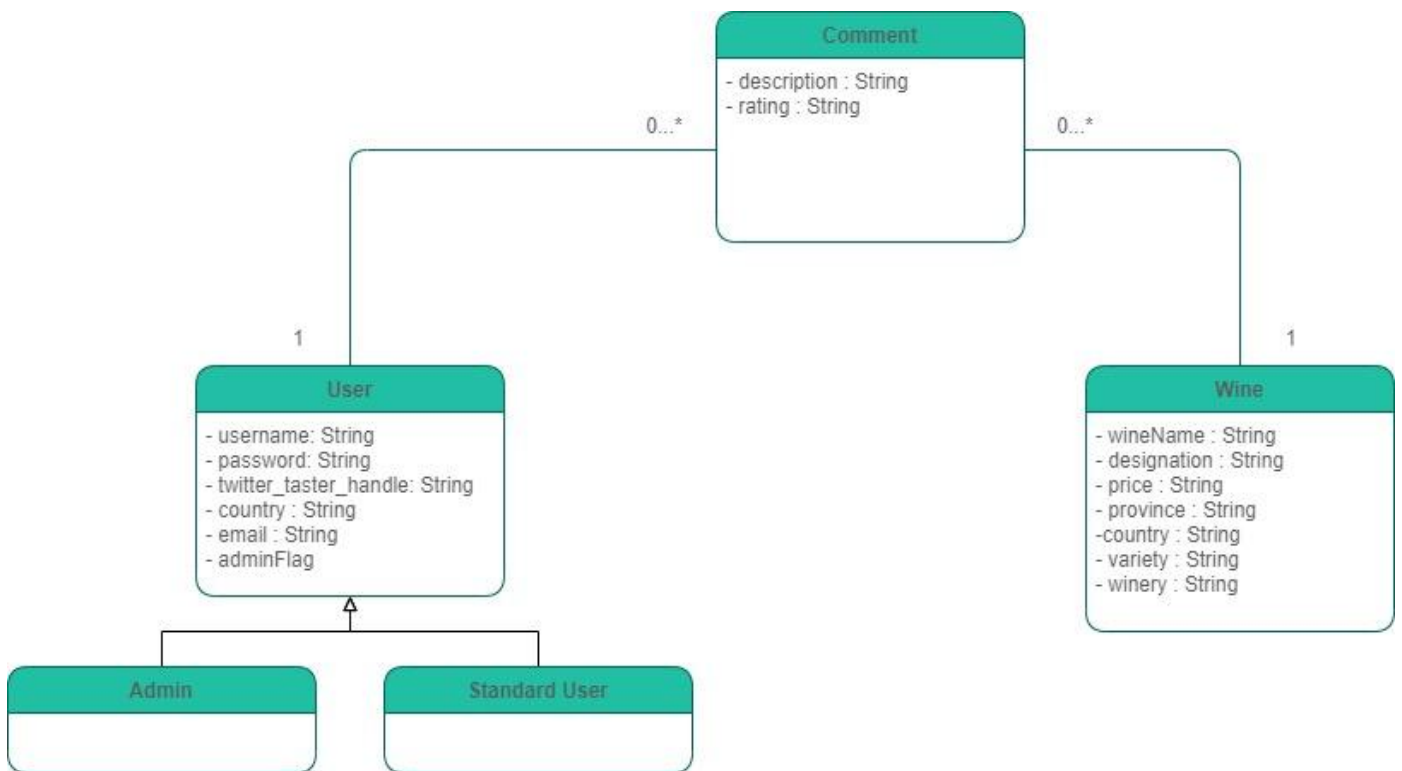 Comment
- description : String
- rating : String
0...*
0...*
1
1
User
- username: String
- password: String
- twitter_taster_handle: String
- country : String
- email : String
- adminFlag
Wine
- wineName : String
- designation : String
- price : String
- province : String
-country : String
- variety : String
- winery : String
Admin
Standard User